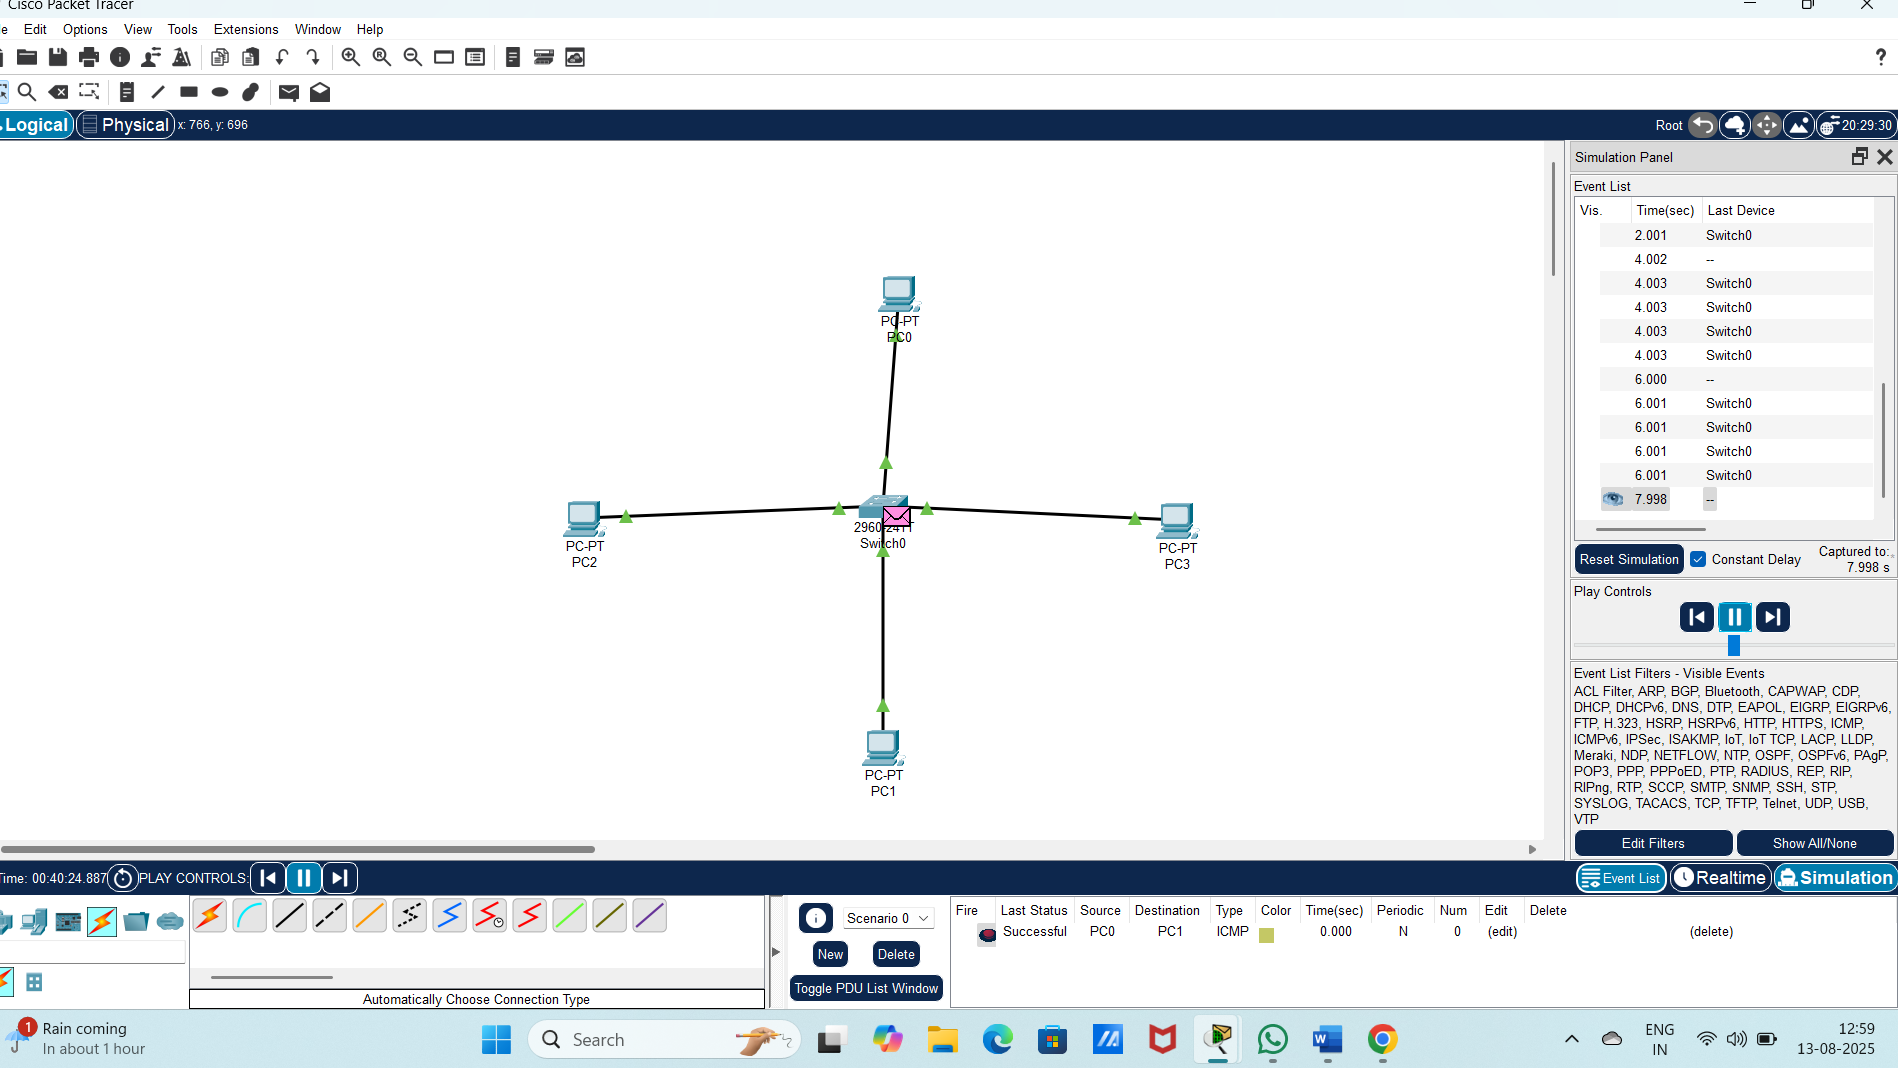 Cisco Packet Tracer
Edit Options View Tools Extensions Window Help
Logical Physical x: 766, y: 696
Root 20:29:30
Simulation Panel
Event List
Vis. Time(sec) Last Device
2.001 Switch0
4.002 --
4.003 Switch0
4.003 Switch0
4.003 Switch0
4.003 Switch0
6.000 --
6.001 Switch0
6.001 Switch0
6.001 Switch0
6.001 Switch0
7.998 --
Reset Simulation Constant Delay Captured to:*
7.998 s
Play Controls
Event List Filters - Visible Events
ACL Filter, ARP, BGP, Bluetooth, CAPWAP, CDP,
DHCP, DHCPv6, DNS, DTP, EAPOL, EIGRP, EIGRPv6,
FTP, H.323, HSRP, HSRPv6, HTTP, HTTPS, ICMP,
ICMPv6, IPSec, ISAKMP, IoT, IoT TCP, LACP, LLDP,
Meraki, NDP, NETFLOW, NTP, OSPF, OSPFv6, PAgP,
POP3, PPP, PPPoED, PTP, RADIUS, REP, RIP,
RIPng, RTP, SCCP, SMTP, SNMP, SSH, STP,
SYSLOG, TACACS, TCP, TFTP, Telnet, UDP, USB,
VTP
Edit Filters Show All/None
Event List Realtime Simulation
PC-PT
PC0
PC-PT
PC2
2960-24TT
Switch0
PC-PT
PC3
PC-PT
PC1
Time: 00:40:24.887 PLAY CONTROLS:
Automatically Choose Connection Type
Scenario 0
New Delete
Toggle PDU List Window
Fire Last Status Source Destination Type Color Time(sec) Periodic Num Edit Delete
Successful PC0 PC1 ICMP 0.000 N 0 (edit) (delete)
1
Rain coming
In about 1 hour
Search
ENG
IN
12:59
13-08-2025